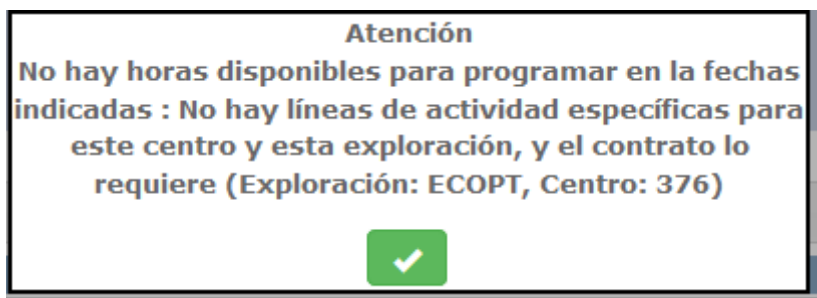 Atención
No hay horas disponibles para programar en la fechas
indicadas : No hay líneas de actividad específicas para
este centro y esta exploración, y el contrato lo
requiere (Exploración: ECOPT, Centro: 376)